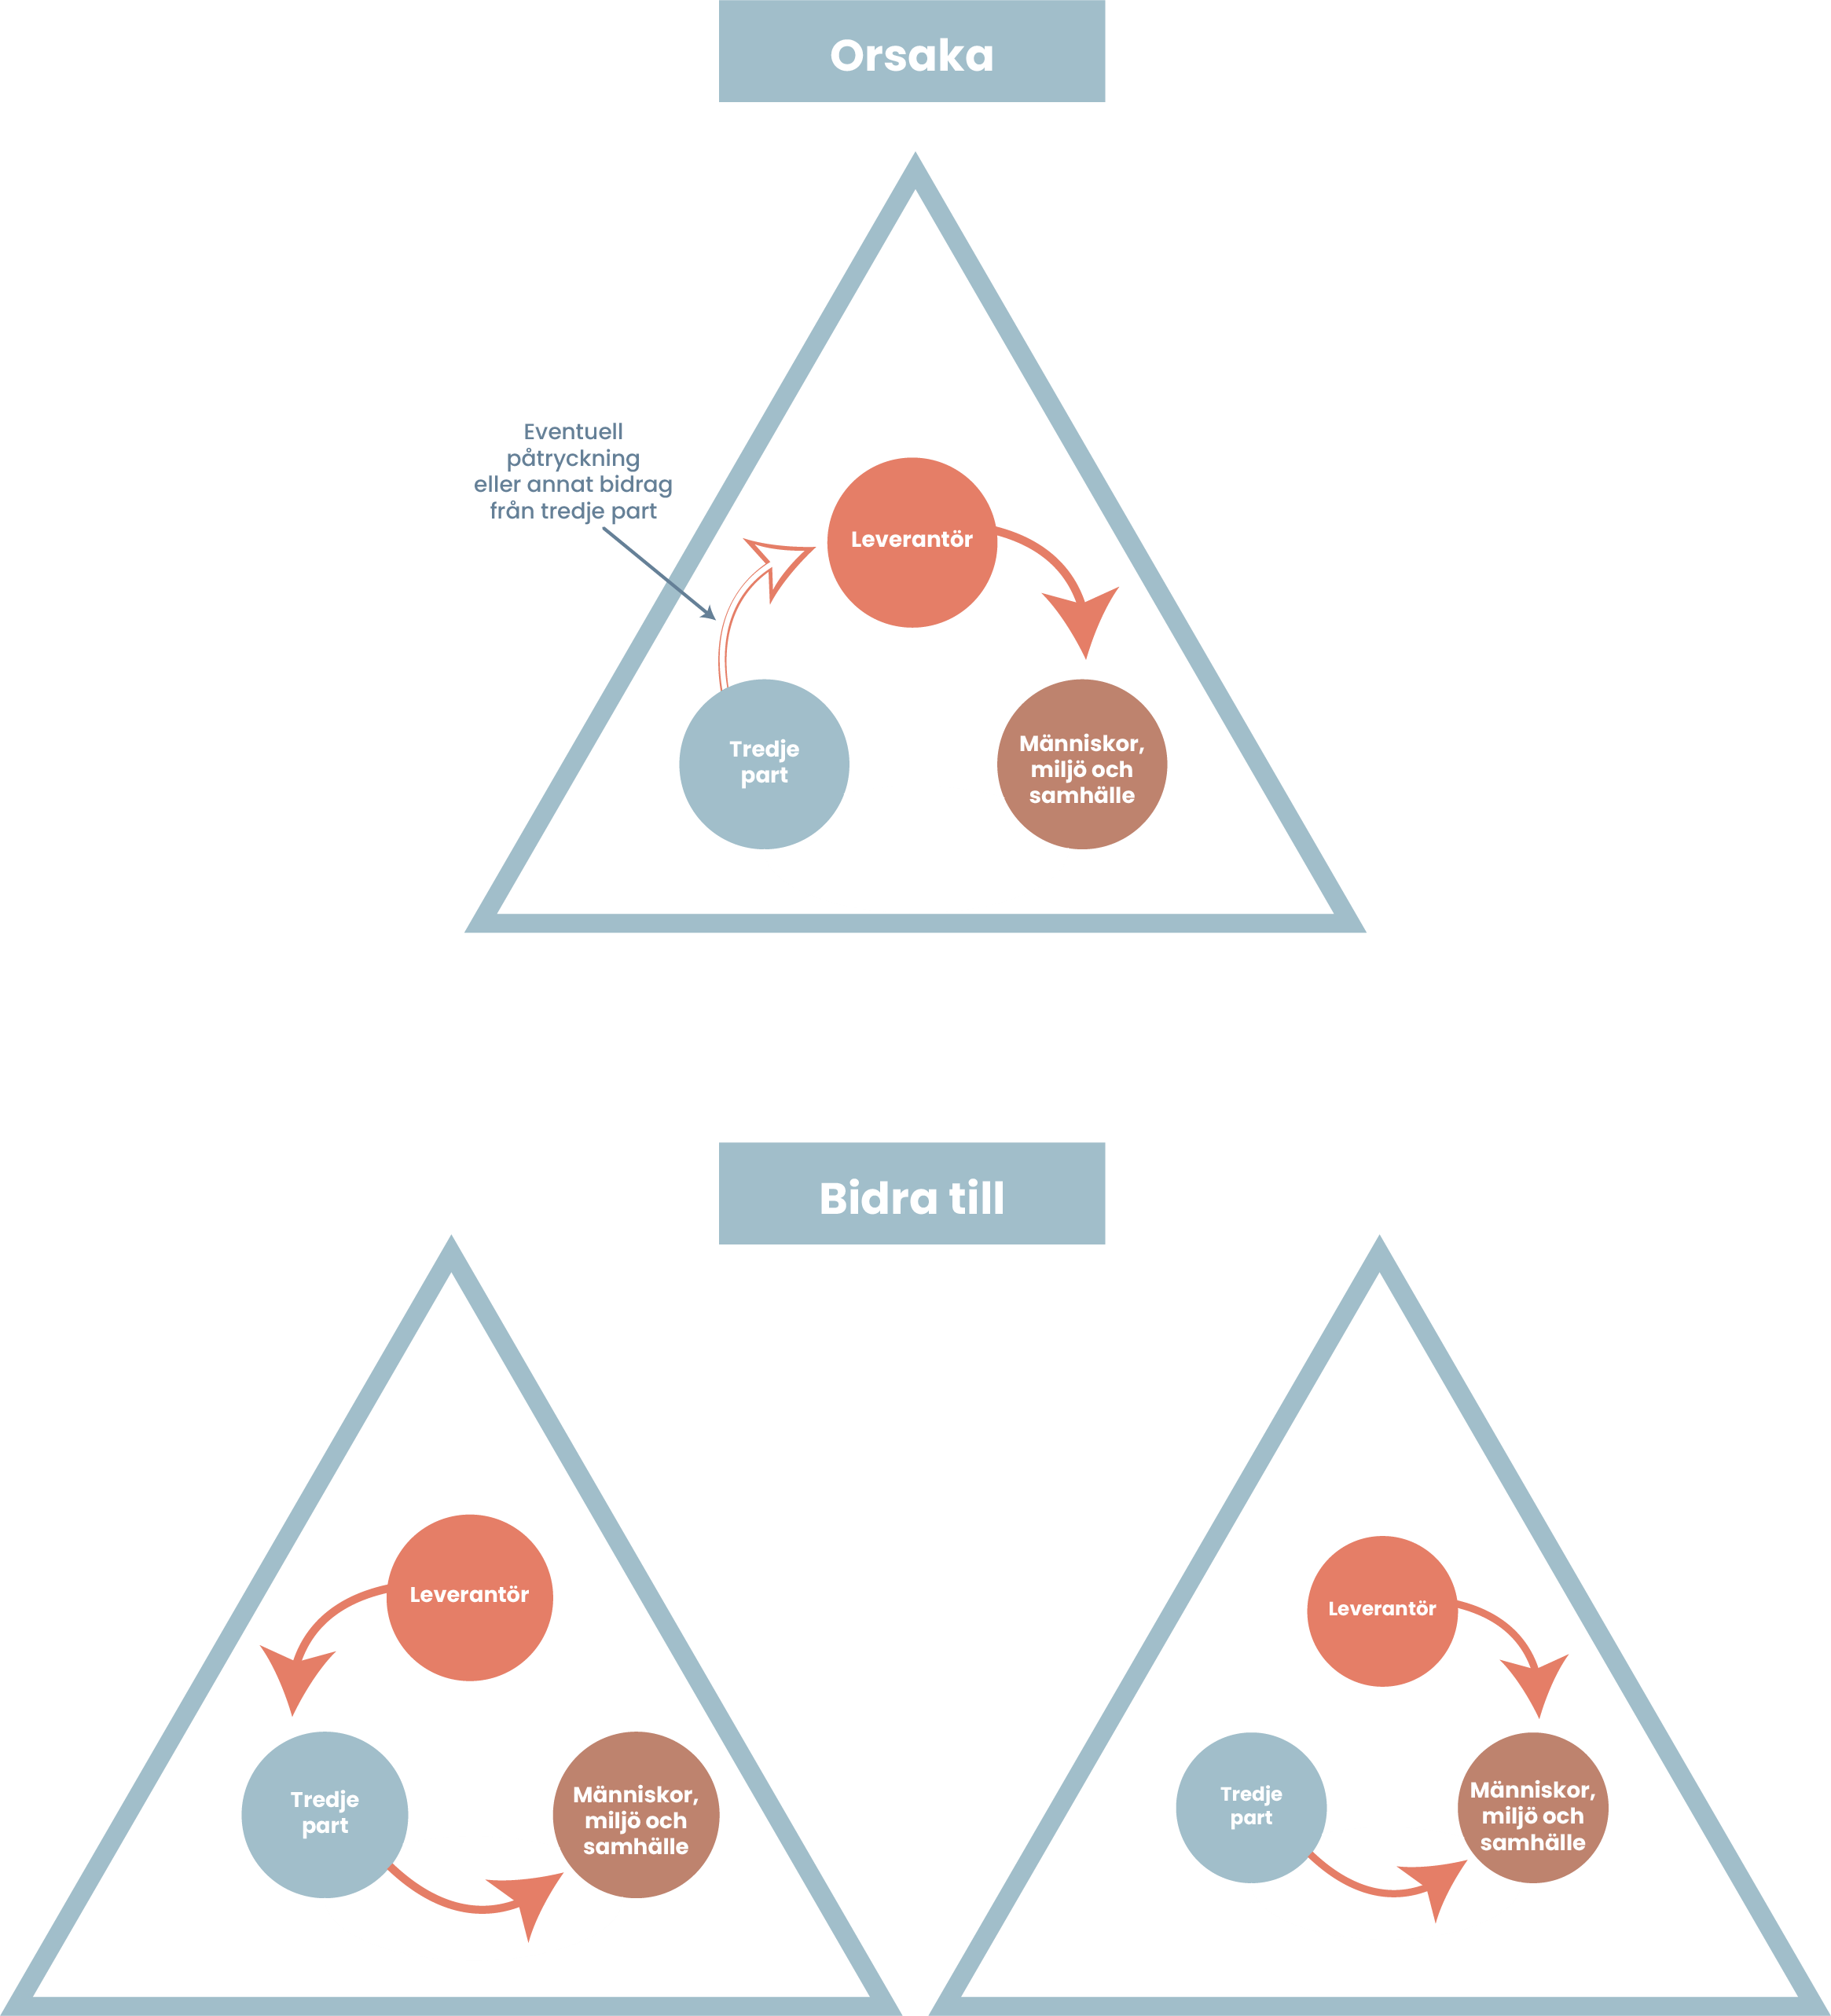 Orsaka
Eventuell
påtryckning
eller annat bidrag
från tredje part
Leverantör
Tredje
part
Människor,
miljö och
samhälle
Bidra till
Leverantör
Tredje
part
Människor,
miljö och
samhälle
Leverantör
Tredje
part
Människor,
miljö och
samhälle